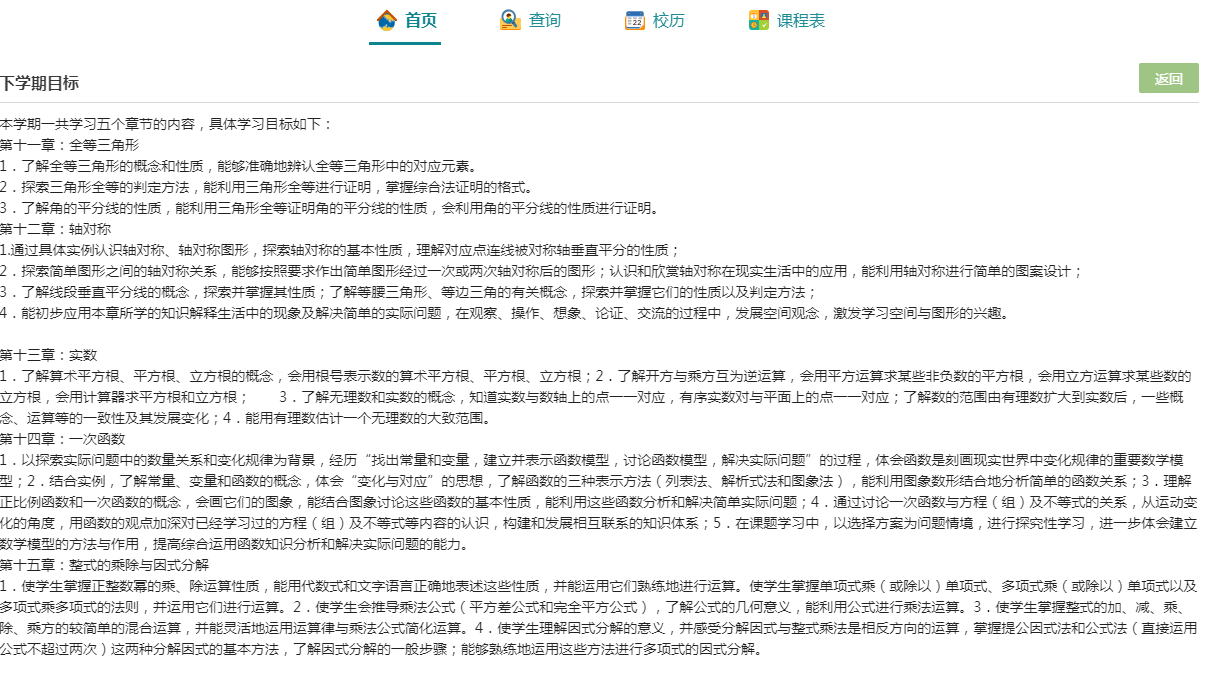 首页 查询 校历 课程表
下学期目标
返回
本学期一共学习五个章节的内容，具体学习目标如下：
第十一章：全等三角形
1．了解全等三角形的概念和性质，能够准确地辨认全等三角形中的对应元素。
2．探索三角形全等的判定方法，能利用三角形全等进行证明，掌握综合法证明的格式。
3．了解角的平分线的性质，能利用三角形全等证明角的平分线的性质，会利用角的平分线的性质进行证明。
第十二章：轴对称
1.通过具体实例认识轴对称、轴对称图形，探索轴对称的基本性质，理解对应点连线被对称轴垂直平分的性质；
2．探索简单图形之间的轴对称关系，能够按照要求作出简单图形经过一次或两次轴对称后的图形；认识和欣赏轴对称在现实生活中的应用，能利用轴对称进行简单的图案设计；
3．了解线段垂直平分线的概念，探索并掌握其性质；了解等腰三角形、等边三角的有关概念，探索并掌握它们的性质以及判定方法；
4．能初步应用本章所学的知识解释生活中的现象及解决简单的实际问题，在观察、操作、想象、论证、交流的过程中，发展空间观念，激发学习空间与图形的兴趣。
第十三章：实数
1．了解算术平方根、平方根、立方根的概念，会用根号表示数的算术平方根、平方根、立方根；2．了解开方与乘方互为逆运算，会用平方运算求某些非负数的平方根，会用立方运算求某些数的
立方根，会用计算器求平方根和立方根； 3．了解无理数和实数的概念，知道实数与数轴上的点一一对应，有序实数对与平面上的点一一对应；了解数的范围由有理数扩大到实数后，一些概
念、运算等的一致性及其发展变化；4．能用有理数估计一个无理数的大致范围。
第十四章：一次函数
1．以探索实际问题中的数量关系和变化规律为背景，经历“找出常量和变量，建立并表示函数模型，讨论函数模型，解决实际问题”的过程，体会函数是刻画现实世界中变化规律的重要数学模
型；2．结合实例，了解常量、变量和函数的概念，体会“变化与对应”的思想，了解函数的三种表示方法（列表法、解析式法和图象法），能利用图象数形结合地分析简单的函数关系；3．理解
正比例函数和一次函数的概念，会画它们的图象，能结合图象讨论这些函数的基本性质，能利用这些函数分析和解决简单实际问题；4．通过讨论一次函数与方程（组）及不等式的关系，从运动变
化的角度，用函数的观点加深对已经学习过的方程（组）及不等式等内容的认识，构建和发展相互联系的知识体系；5．在课题学习中，以选择方案为问题情境，进行探究性学习，进一步体会建立
数学模型的方法与作用，提高综合运用函数知识分析和解决实际问题的能力。
第十五章：整式的乘除与因式分解
1．使学生掌握正整数幂的乘、除运算性质，能用代数式和文字语言正确地表述这些性质，并能运用它们熟练地进行运算。使学生掌握单项式乘（或除以）单项式、多项式乘（或除以）单项式以及
多项式乘多项式的法则，并运用它们进行运算。2．使学生会推导乘法公式（平方差公式和完全平方公式），了解公式的几何意义，能利用公式进行乘法运算。3．使学生掌握整式的加、减、乘、
除、乘方的较简单的混合运算，并能灵活地运用运算律与乘法公式简化运算。4．使学生理解因式分解的意义，并感受分解因式与整式乘法是相反方向的运算，掌握提公因式法和公式法（直接运用
公式不超过两次）这两种分解因式的基本方法，了解因式分解的一般步骤；能够熟练地运用这些方法进行多项式的因式分解。